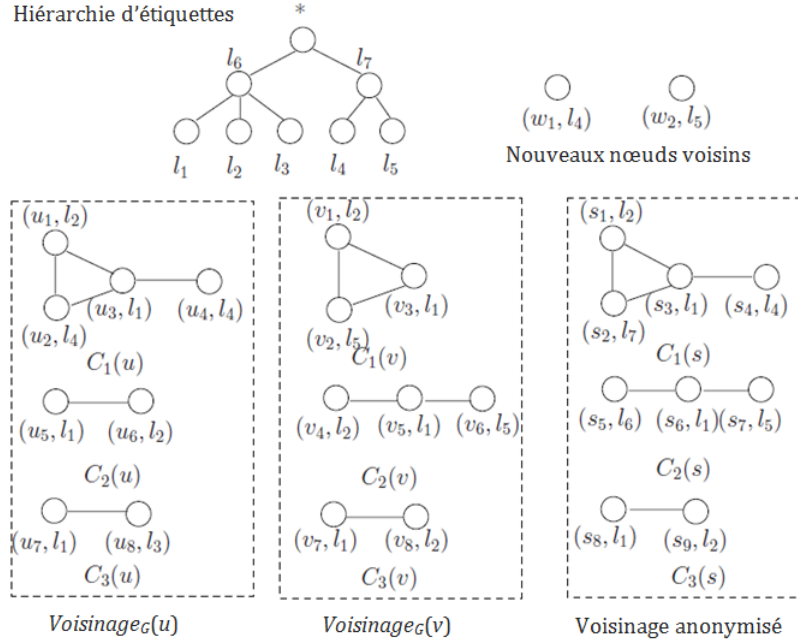 Hiérarchie d'étiquettes
*
l6 l7
l1 l2 l3 l4 l5
(w1, l4) (w2, l5)
Nouveaux nœuds voisins
(u1, l2)
(u3, l1) (u4, l4)
(u2, l4)
C1(u)
(u5, l1) (u6, l2)
C2(u)
(u7, l1) (u8, l3)
C3(u)
VoisinageG(u)
(v1, l2)
(v3, l1)
(v2, l5)
C1(v)
(v4, l2) (v5, l1) (v6, l5)
C2(v)
(v7, l1) (v8, l2)
C3(v)
VoisinageG(v)
(s1, l2)
(s3, l1) (s4, l4)
(s2, l7)
C1(s)
(s5, l6) (s6, l1)(s7, l5)
C2(s)
(s8, l1) (s9, l2)
C3(s)
Voisinage anonymisé